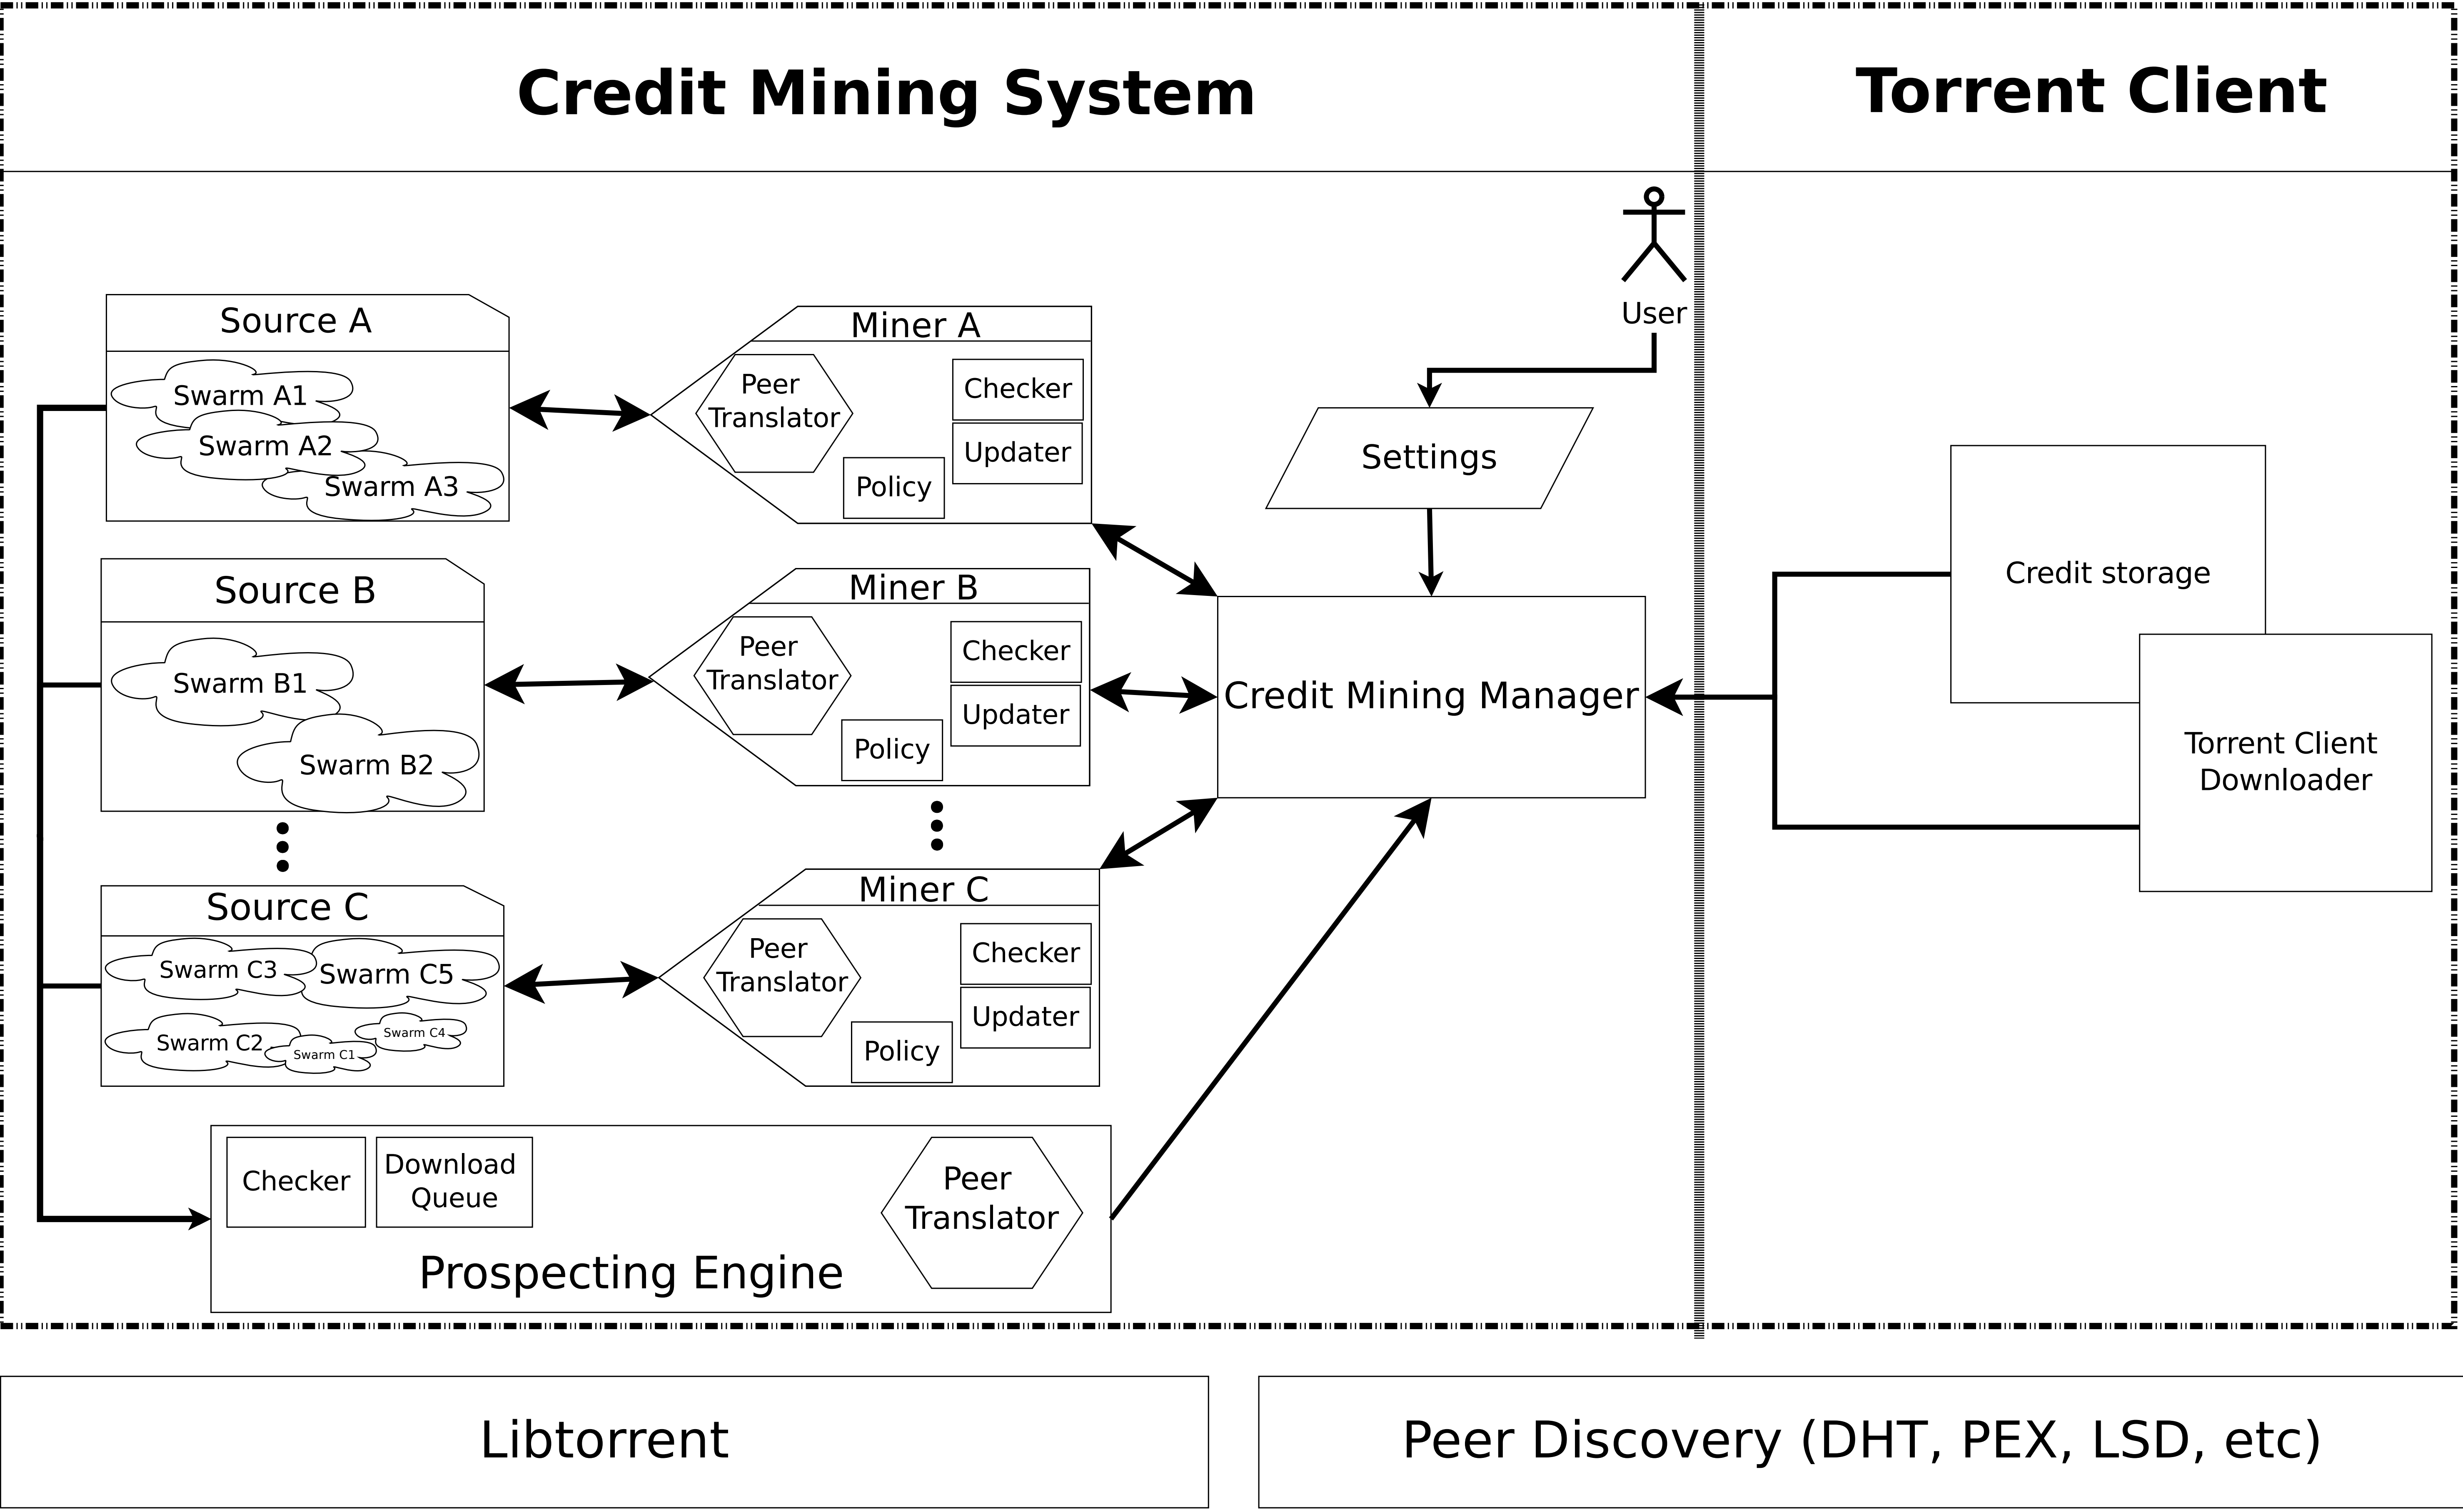 Credit Mining System
Torrent Client
User
Source A
Swarm A1
Swarm A2
Swarm A3
Miner A
Peer
Translator
Checker
Updater
Policy
Settings
Source B
Swarm B1
Swarm B2
Miner B
Peer
Translator
Checker
Updater
Policy
Credit Mining Manager
Credit storage
Torrent Client
Downloader
Source C
Swarm C3
Swarm C5
Swarm C2
Swarm C1
Swarm C4
Miner C
Peer
Translator
Checker
Updater
Policy
Checker
Download
Queue
Peer
Translator
Prospecting Engine
Libtorrent
Peer Discovery (DHT, PEX, LSD, etc)